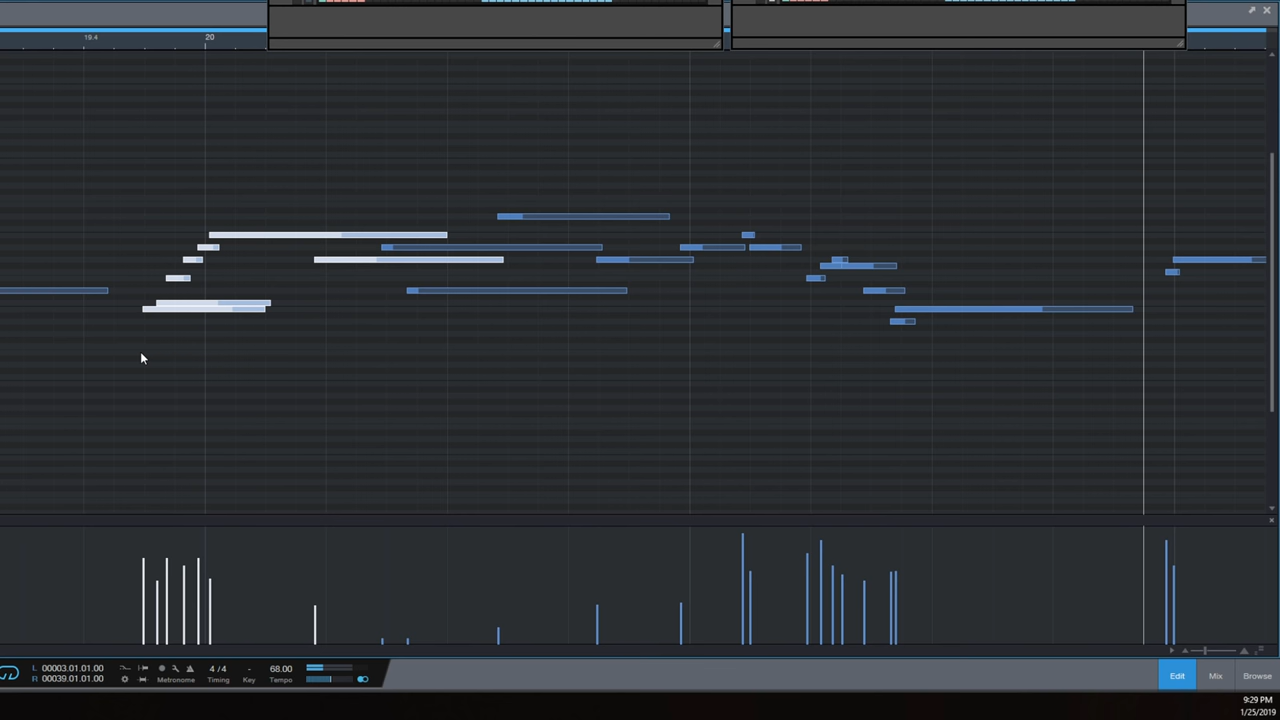 19.4
20
L 00003.01.01.00
R 00039.01.01.00
Metronome
4 / 4
Timing
-
Key
68.00
Tempo
Edit
Mix
Browse
9:29 PM
1/25/2019